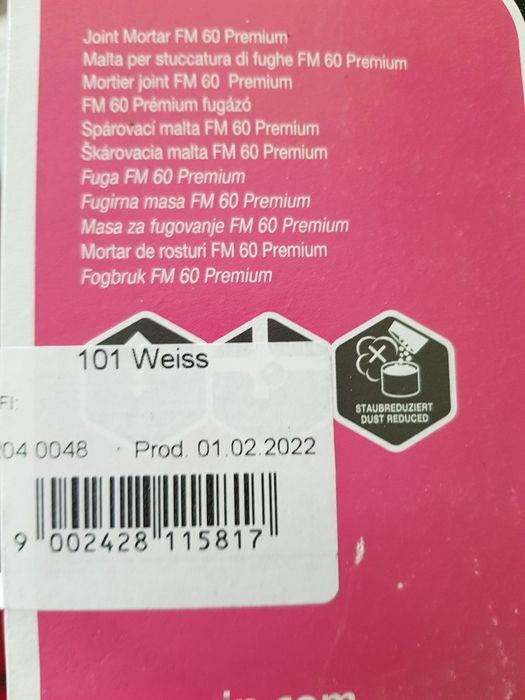 Joint Mortar FM 60 Premium
Malta per stuccatura di fughe FM 60 Premium
Mortier joint FM 60 Premium
FM 60 Prémium fugázó
Spárovací malta FM 60 Premium
Škárovacia malta FM 60 Premium
Fuga FM 60 Premium
Fugirna masa FM 60 Premium
Masa za fugovanje FM 60 Premium
Mortar de rosturi FM 60 Premium
Fogbruk FM 60 Premium
STAUBREDUZIERT
DUST REDUCED
101 Weiss
FI:
04 0048 · Prod. 01.02.2022
9 002428 115817